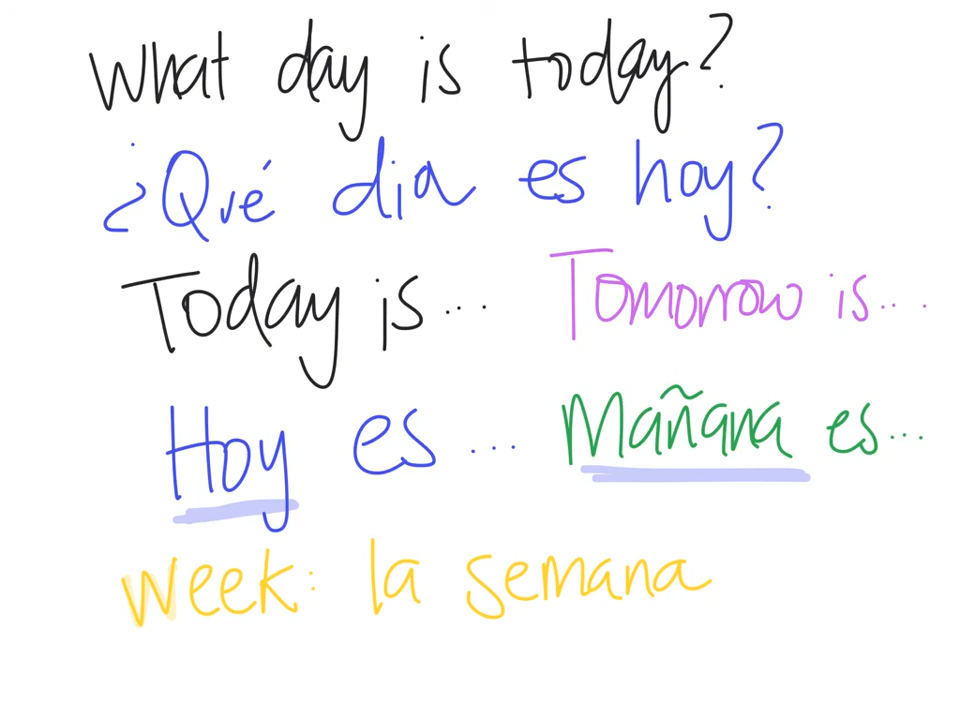 What day is today?
¿Qué dia es hoy?
Today is... Tomorrow is...
Hoy es... Mañana es...
week: la semana